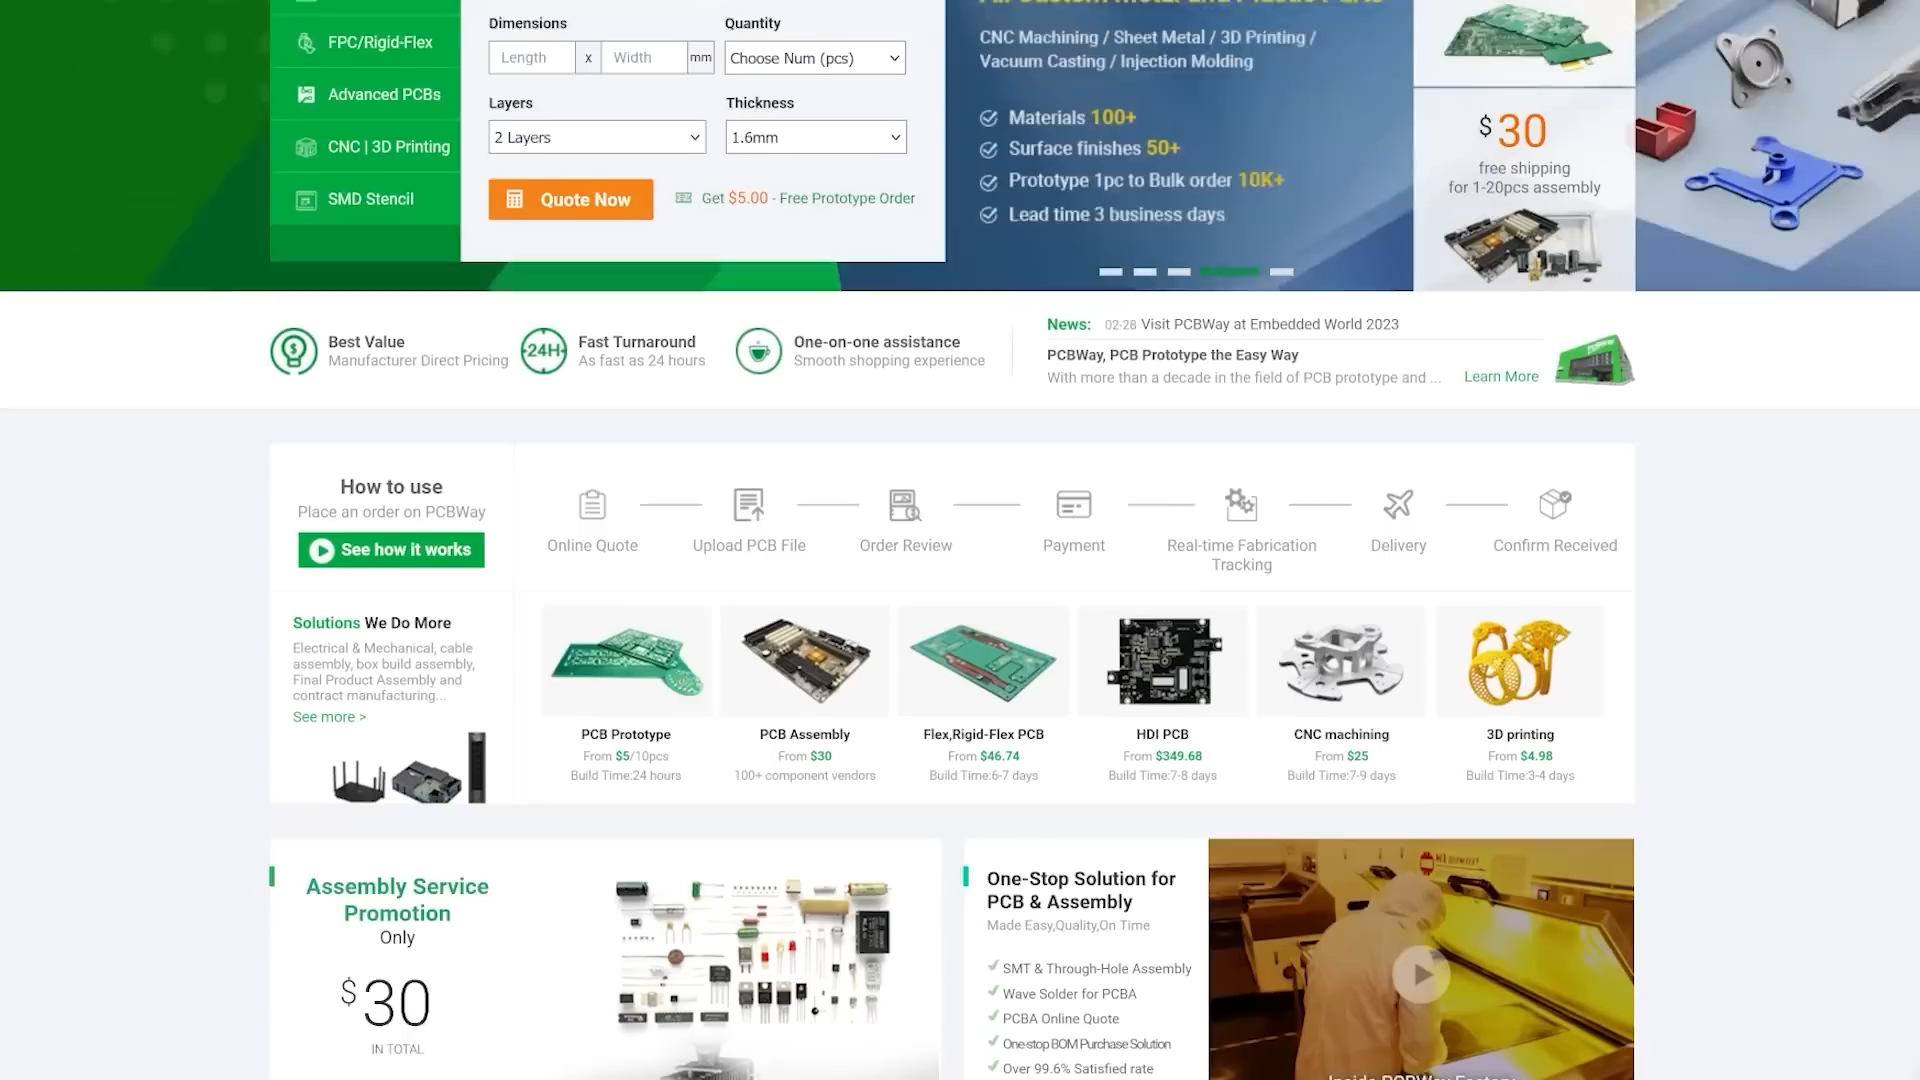 Dimensions
Quantity
Length x Width mm
Choose Num (pcs)
Layers
Thickness
2 Layers
1.6mm
Quote Now
Get $5.00 - Free Prototype Order
FPC/Rigid-Flex
Advanced PCBs
CNC | 3D Printing
SMD Stencil
CNC Machining / Sheet Metal / 3D Printing /
Vacuum Casting / Injection Molding
Materials 100+
Surface finishes 50+
Prototype 1pc to Bulk order 10K+
Lead time 3 business days
$30
free shipping
for 1-20pcs assembly
Best Value
Manufacturer Direct Pricing
24H
Fast Turnaround
As fast as 24 hours
One-on-one assistance
Smooth shopping experience
News: 02-28 Visit PCBWay at Embedded World 2023
PCBWay, PCB Prototype the Easy Way
With more than a decade in the field of PCB prototype and ...
Learn More
How to use
Place an order on PCBWay
See how it works
Online Quote
Upload PCB File
Order Review
Payment
Real-time Fabrication
Tracking
Delivery
Confirm Received
Solutions We Do More
Electrical & Mechanical, cable
assembly, box build assembly,
Final Product Assembly and
contract manufacturing...
See more >
PCB Prototype
From $5/10pcs
Build Time:24 hours
PCB Assembly
From $30
100+ component vendors
Flex,Rigid-Flex PCB
From $46.74
Build Time:6-7 days
HDI PCB
From $349.68
Build Time:7-8 days
CNC machining
From $25
Build Time:7-9 days
3D printing
From $4.98
Build Time:3-4 days
Assembly Service
Promotion
Only
$30
IN TOTAL
One-Stop Solution for
PCB & Assembly
Made Easy,Quality,On Time
SMT & Through-Hole Assembly
Wave Solder for PCBA
PCBA Online Quote
One-stop BOM Purchase Solution
Over 99.6% Satisfied rate
Inside PCBWay Factory